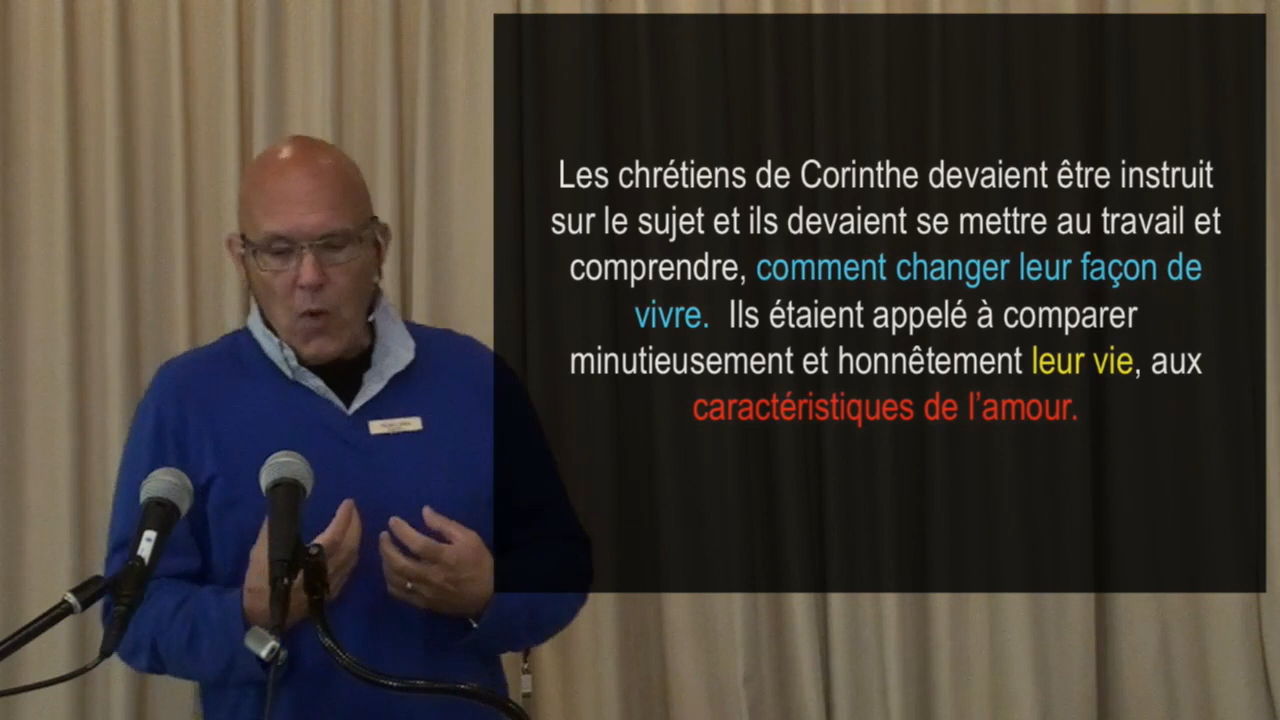 Les chrétiens de Corinthe devaient être instruit
sur le sujet et ils devaient se mettre au travail et
comprendre, comment changer leur façon de
vivre.  Ils étaient appelé à comparer
minutieusement et honnêtement leur vie, aux
caractéristiques de l’amour.